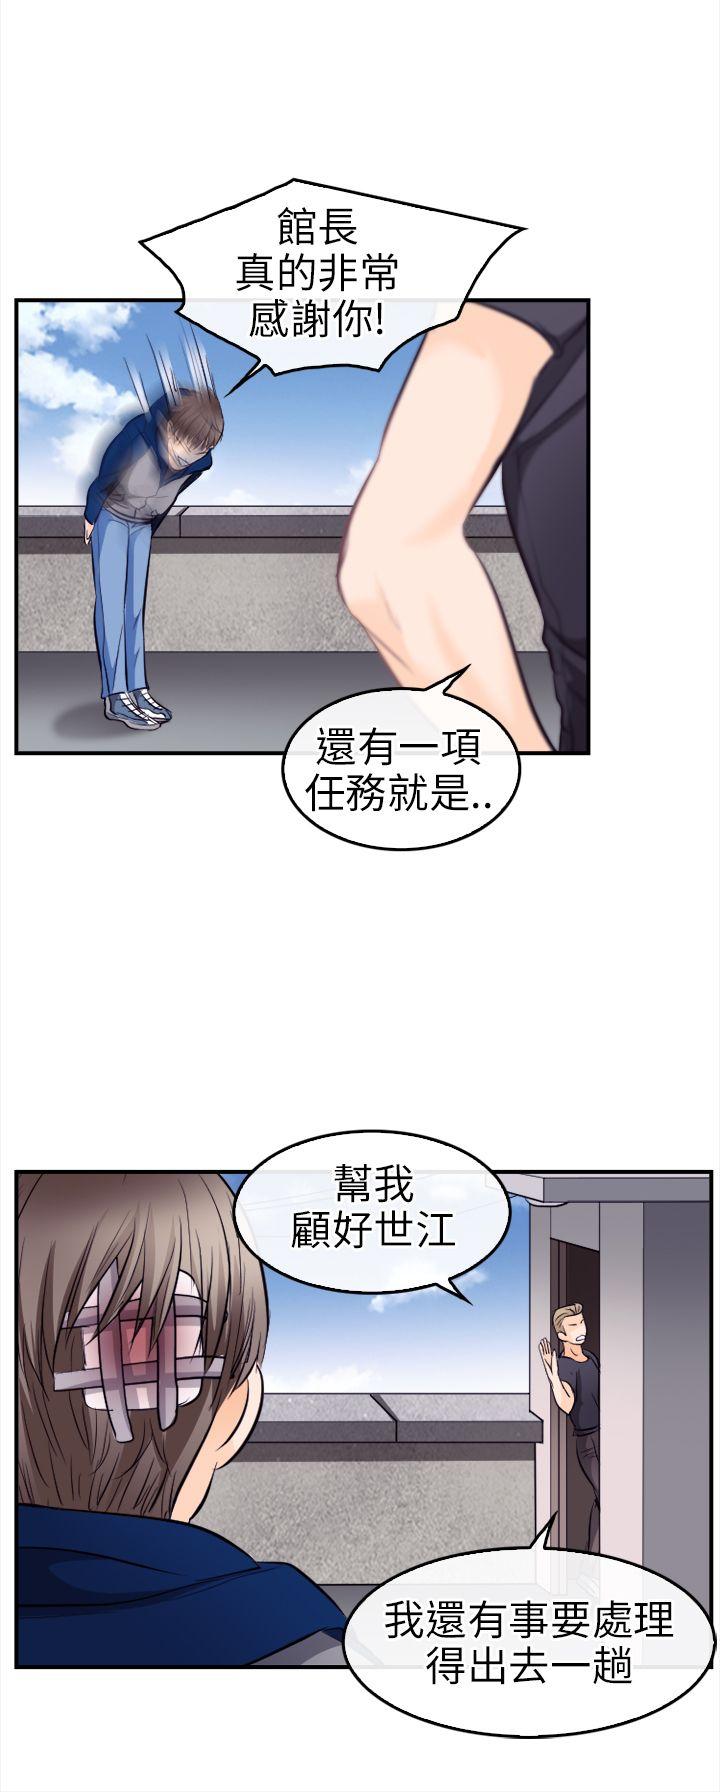 館長
真的非常
感謝你!
還有一項
任務就是..
幫我
顧好世江
我還有事要處理
得出去一趟